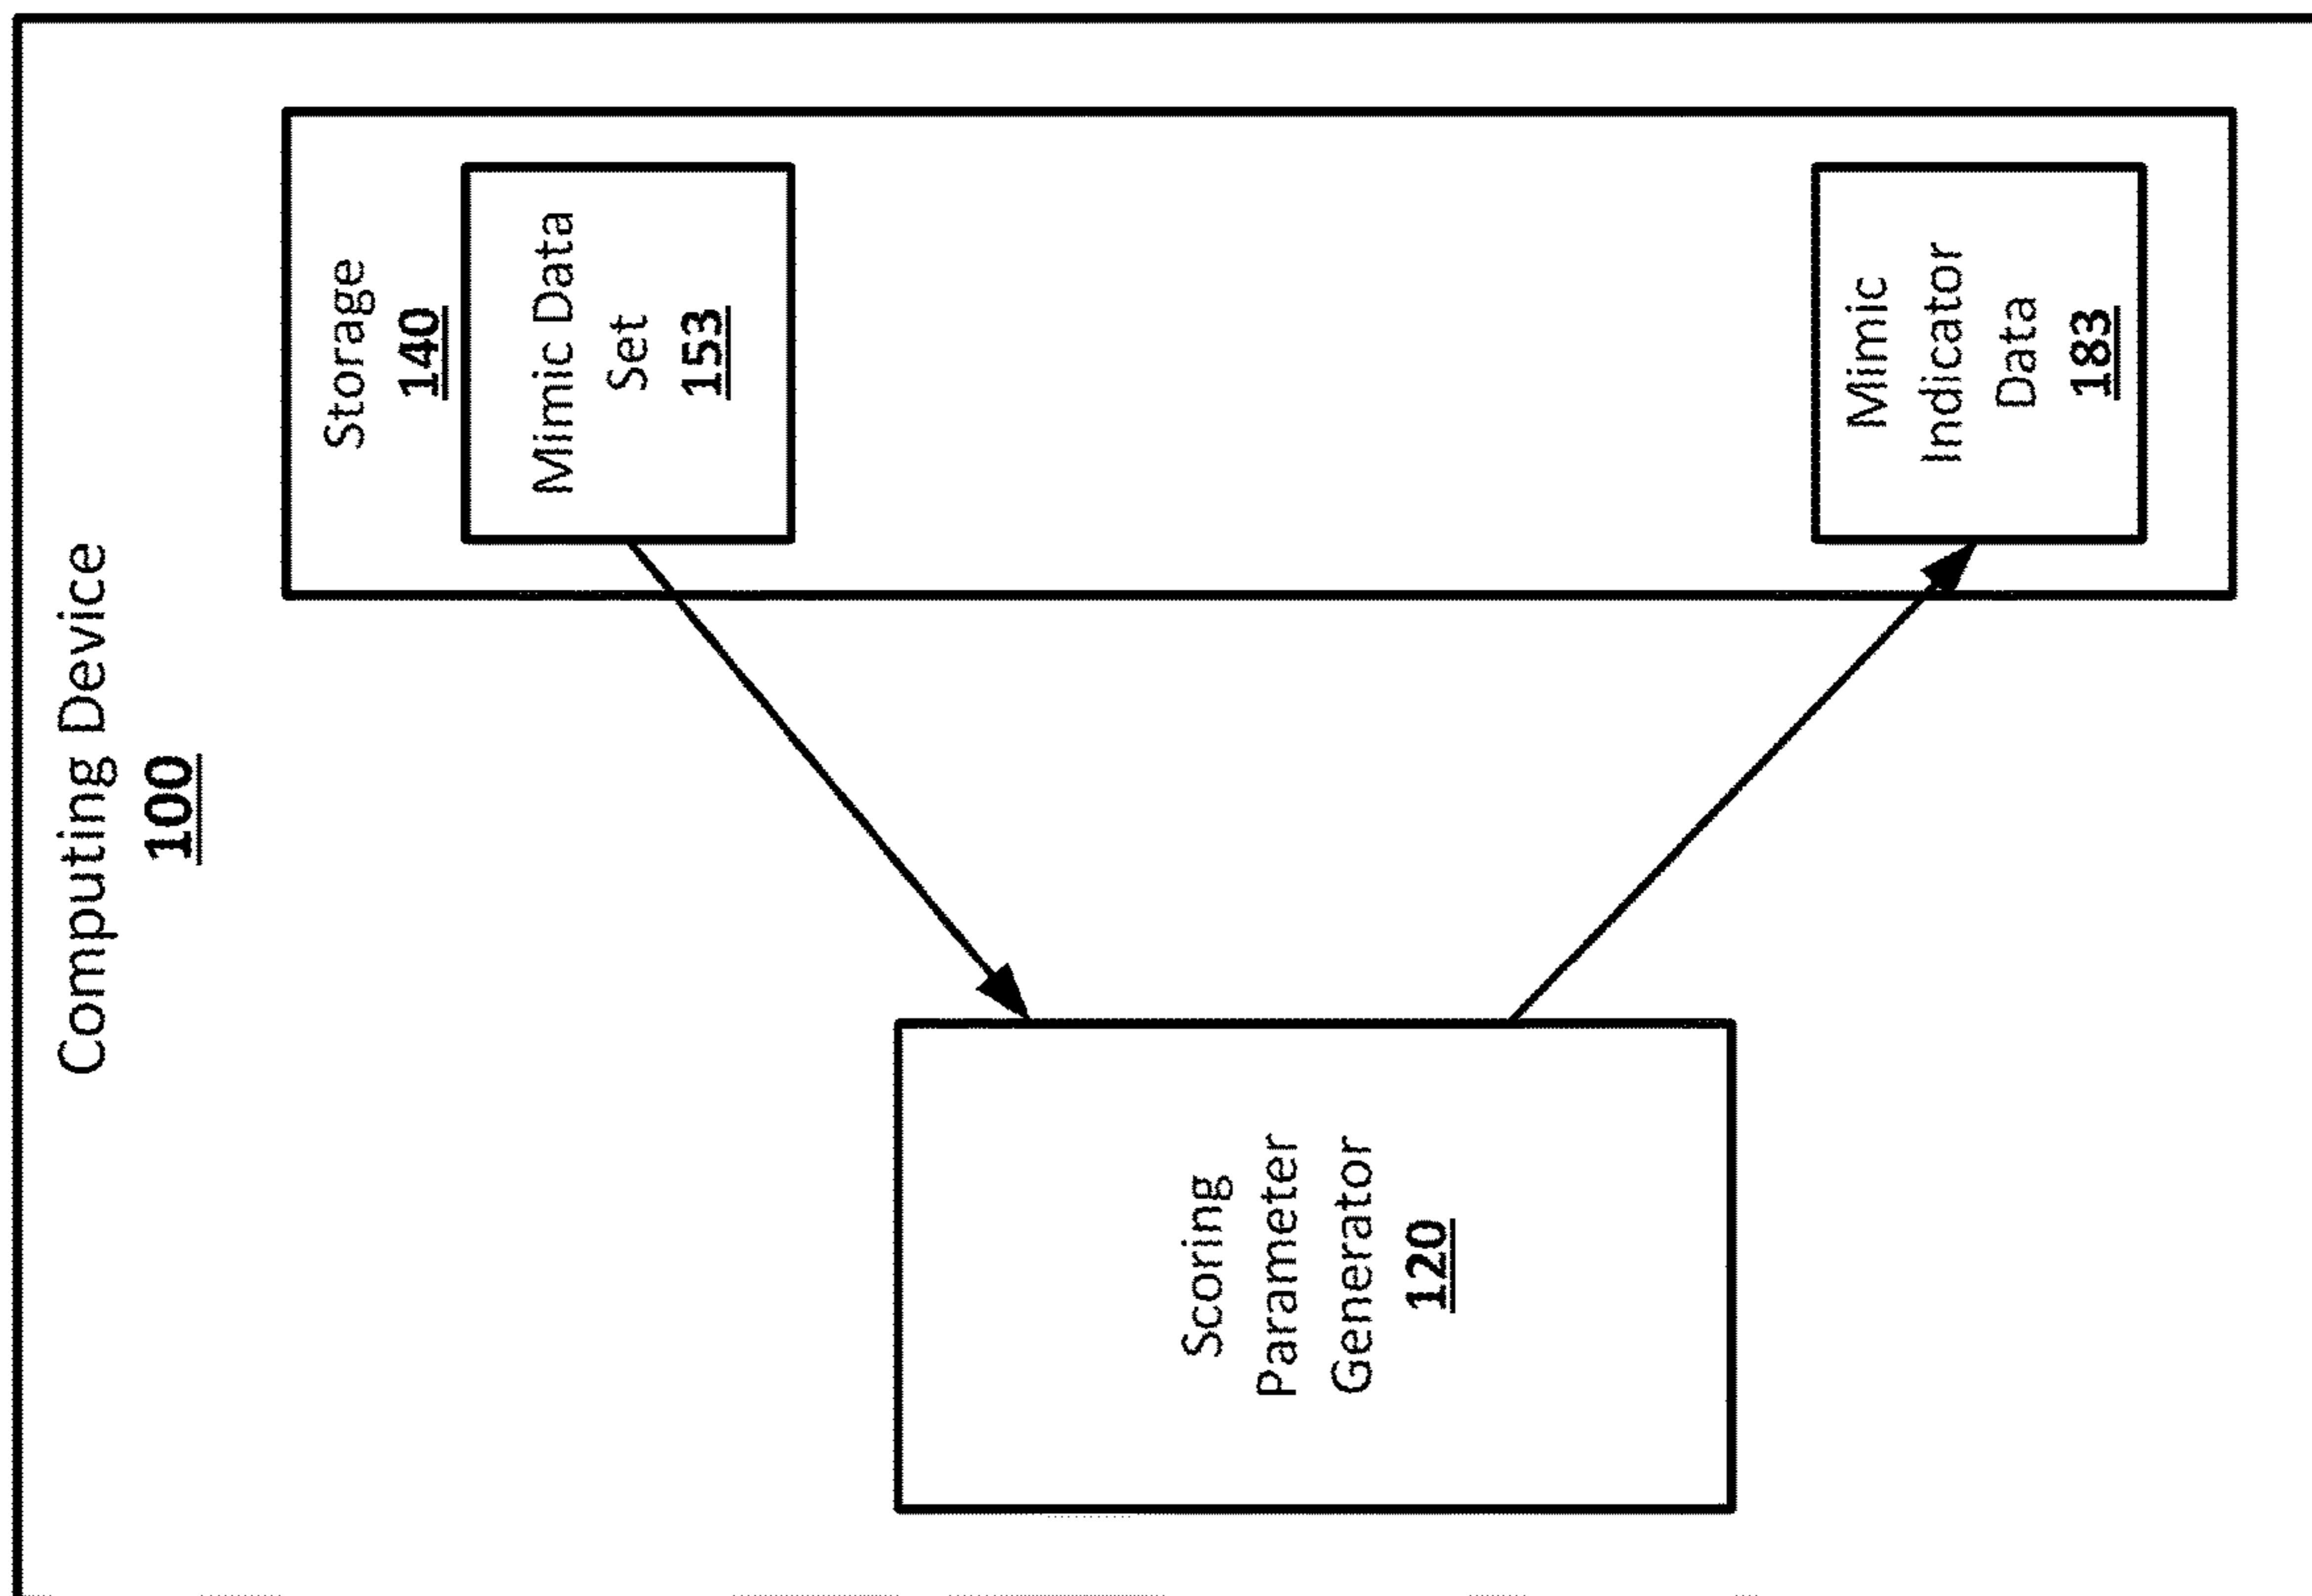 Computing Device
100
Storage
140
Mimic Data
Set
153
Mimic
Indicator
Data
183
Scoring
Parameter
Generator
120